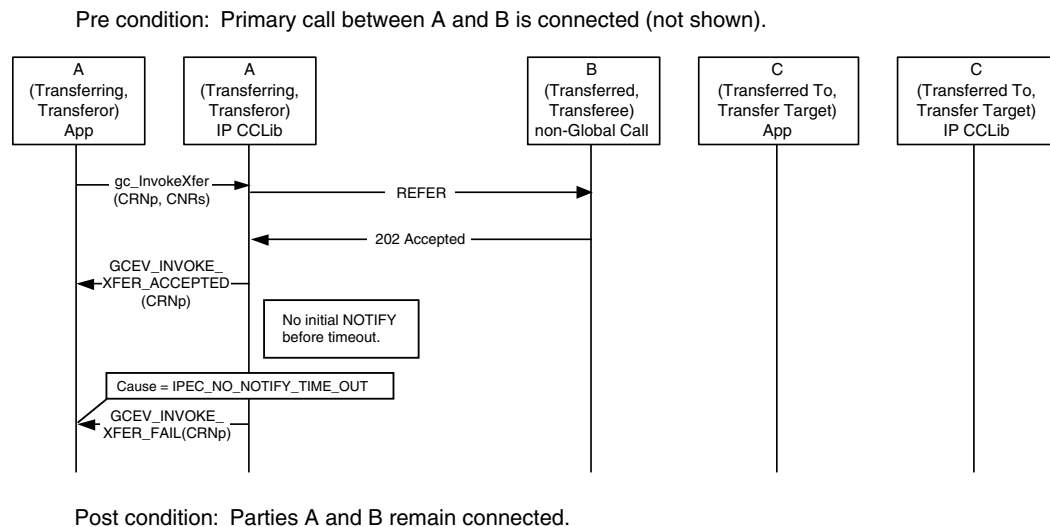 Pre condition:  Primary call between A and B is connected (not shown).
A
(Transferring,
Transferor)
App
A
(Transferring,
Transferor)
IP CCLib
B
(Transferred,
Transferee)
non-Global Call
C
(Transferred To,
Transfer Target)
App
C
(Transferred To,
Transfer Target)
IP CCLib
gc_InvokeXfer
(CRNp, CNRs)
REFER
202 Accepted
GCEV_INVOKE_
XFER_ACCEPTED
(CRNp)
No initial NOTIFY
before timeout.
Cause = IPEC_NO_NOTIFY_TIME_OUT
GCEV_INVOKE_
XFER_FAIL(CRNp)
Post condition:  Parties A and B remain connected.